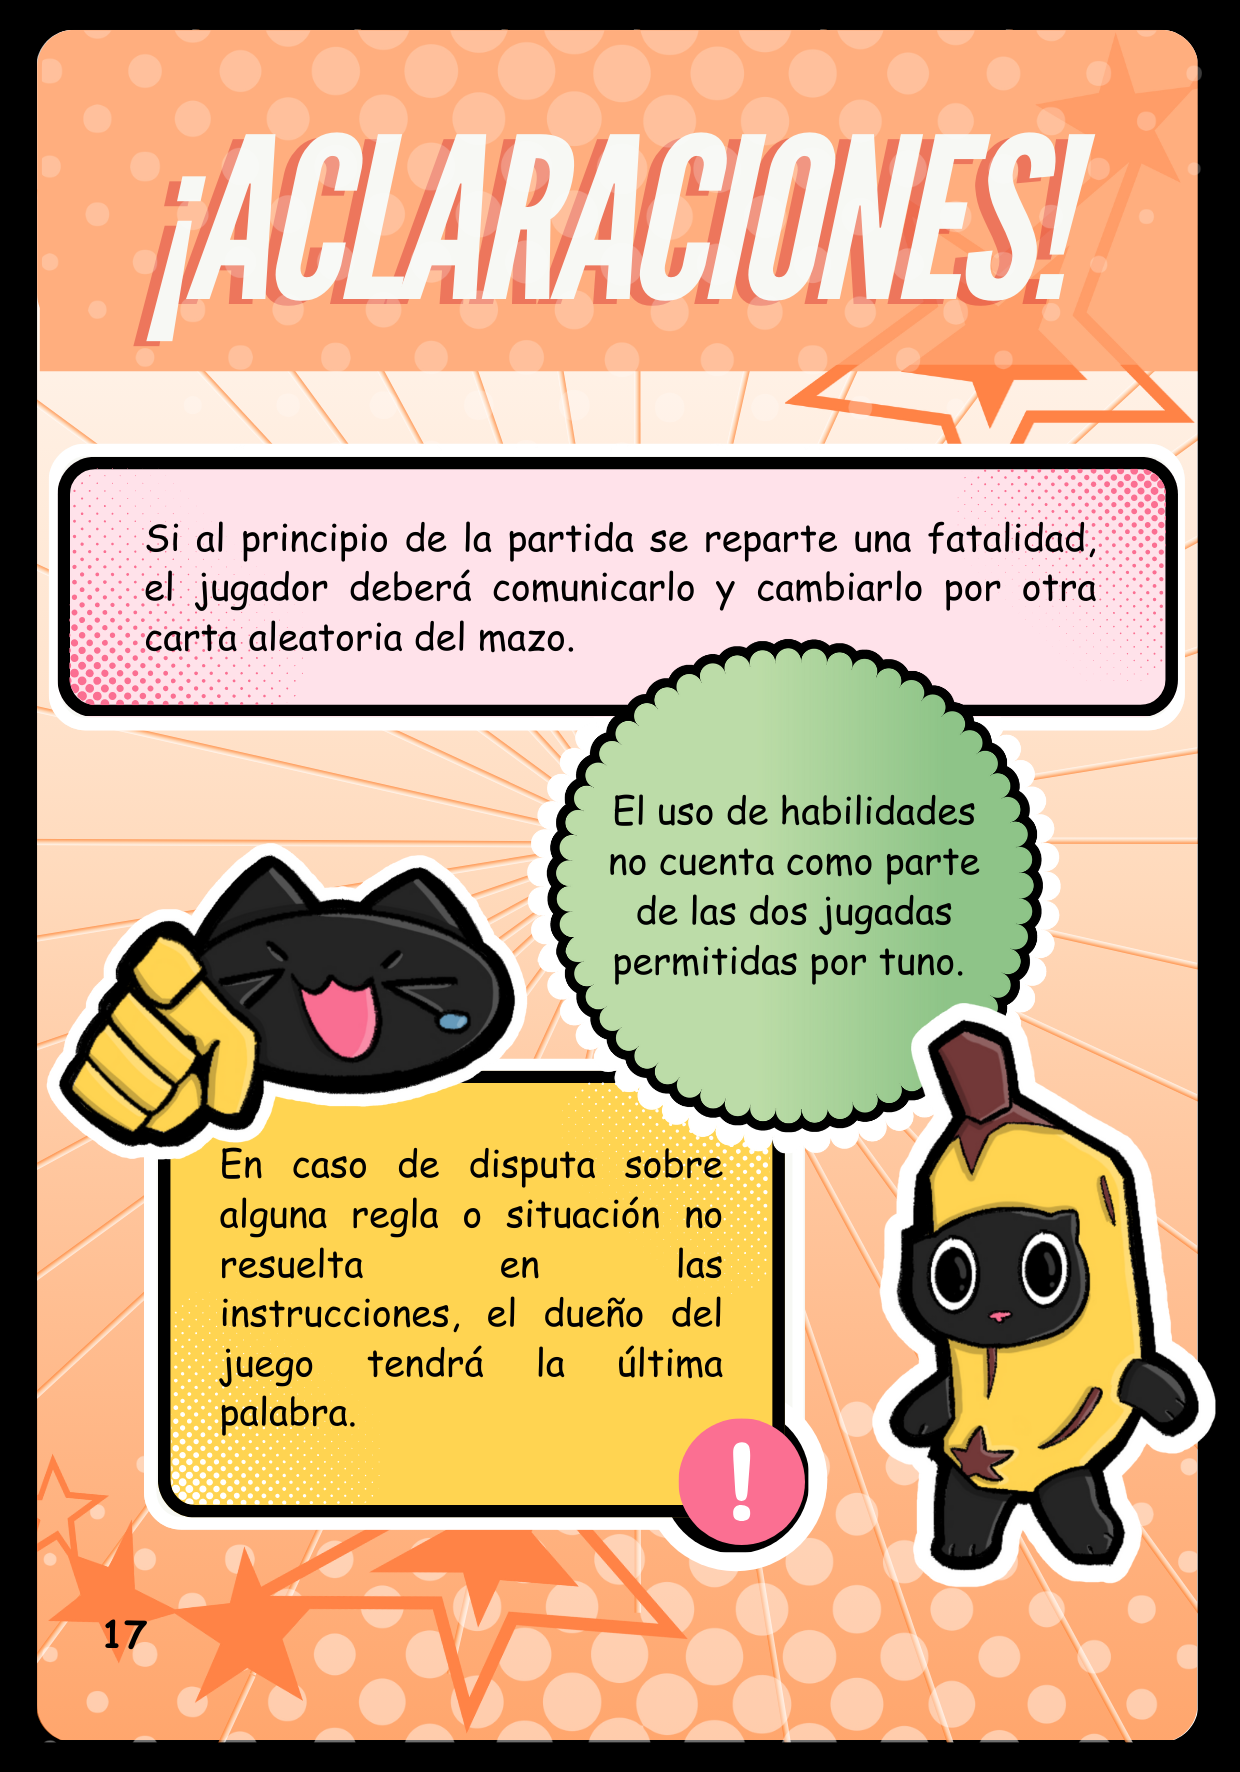 ¡ACLARACIONES!
Si al principio de la partida se reparte una fatalidad,
el jugador deberá comunicarlo y cambiarlo por otra
carta aleatoria del mazo.
El uso de habilidades
no cuenta como parte
de las dos jugadas
permitidas por tuno.
En caso de disputa sobre
alguna regla o situación no
resuelta en las
instrucciones, el dueño del
juego tendrá la última
palabra.
!
17